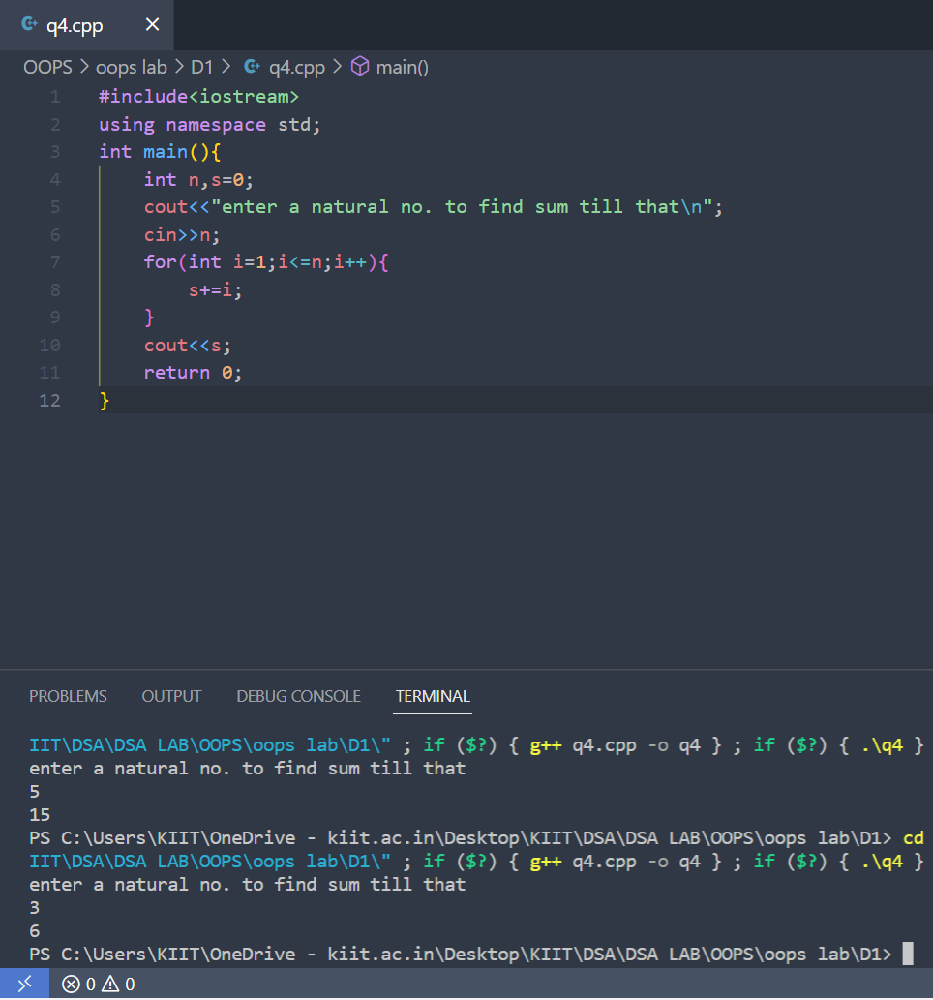 q4.cpp
OOPS > oops lab > D1 > q4.cpp > main()
1 #include<iostream>
2 using namespace std;
3 int main(){
4     int n,s=0;
5     cout<<"enter a natural no. to find sum till that\n";
6     cin>>n;
7     for(int i=1;i<=n;i++){
8         s+=i;
9     }
10     cout<<s;
11     return 0;
12 }
PROBLEMS OUTPUT DEBUG CONSOLE TERMINAL
IIT\DSA\DSA LAB\OOPS\oops lab\D1\" ; if ($?) { g++ q4.cpp -o q4 } ; if ($?) { .\q4 }
enter a natural no. to find sum till that
5
15
PS C:\Users\KIIT\OneDrive - kiit.ac.in\Desktop\KIIT\DSA\DSA LAB\OOPS\oops lab\D1> cd
IIT\DSA\DSA LAB\OOPS\oops lab\D1\" ; if ($?) { g++ q4.cpp -o q4 } ; if ($?) { .\q4 }
enter a natural no. to find sum till that
3
6
PS C:\Users\KIIT\OneDrive - kiit.ac.in\Desktop\KIIT\DSA\DSA LAB\OOPS\oops lab\D1>
0 0